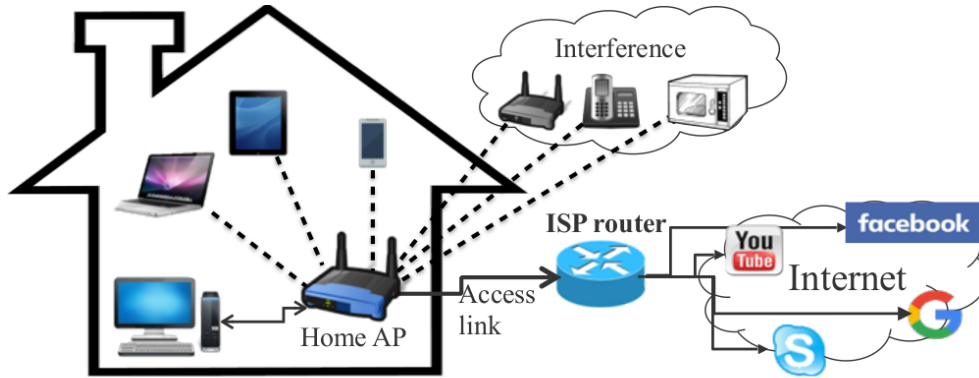 Interference
ISP router
facebook
You
Tube
Internet
Access
link
Home AP
G
S